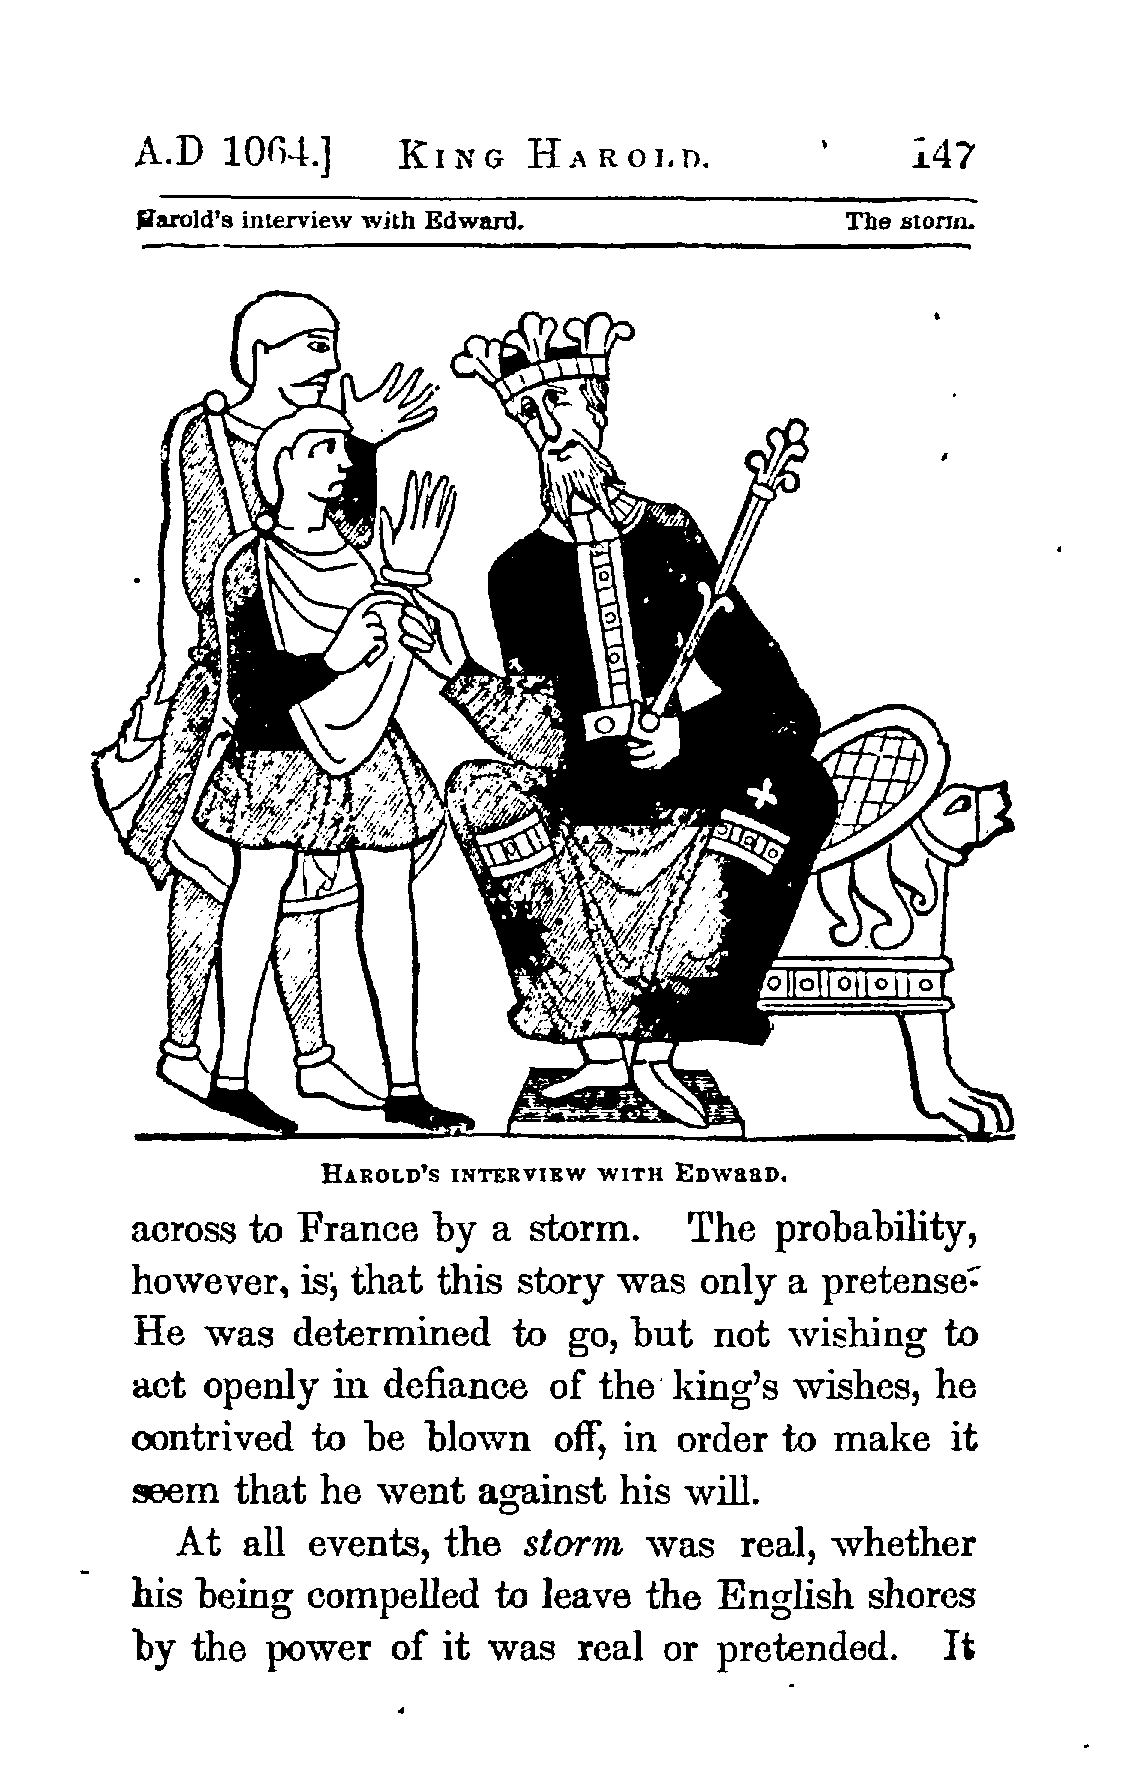 A.D 1064.] KING HAROLD. 147
Harold's interview with Edward. The storm.
HAROLD'S INTERVIEW WITH EDWARD.
across to France by a storm. The probability,
however, is, that this story was only a pretense.
He was determined to go, but not wishing to
act openly in defiance of the king's wishes, he
contrived to be blown off, in order to make it
seem that he went against his will.
At all events, the storm was real, whether
his being compelled to leave the English shores
by the power of it was real or pretended. It